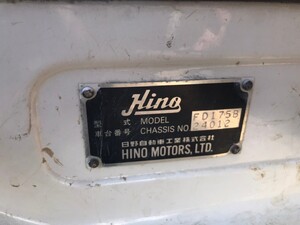 Hino
型式 MODEL FD175B
車台番号 CHASSIS NO. 24012
日野自動車工業株式会社
HINO MOTORS, LTD.